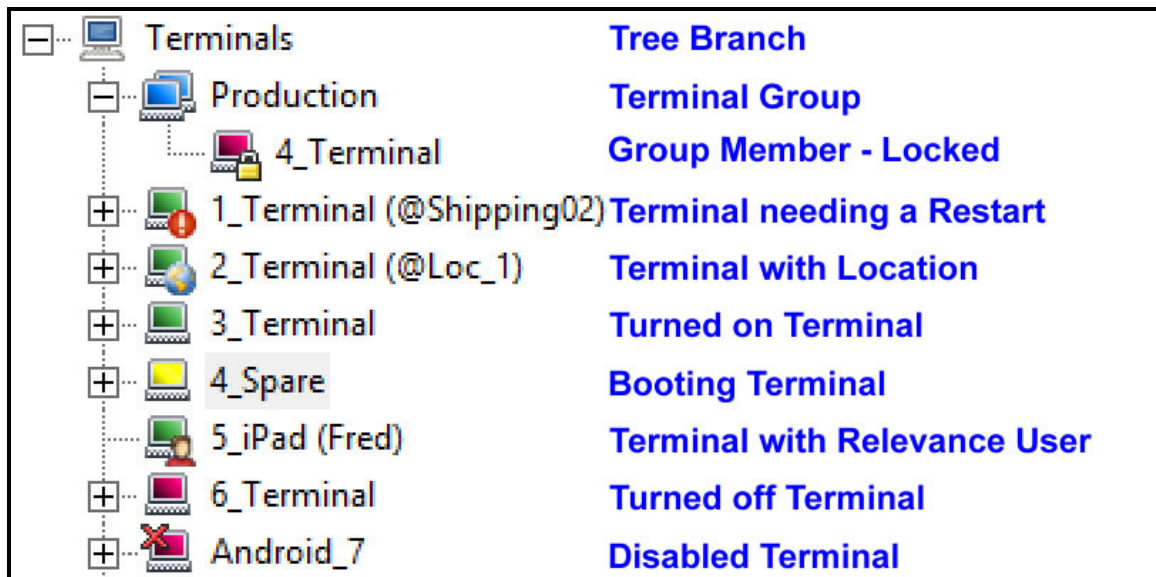 Terminals Tree Branch
Production Terminal Group
4_Terminal Group Member - Locked
1_Terminal (@Shipping02) Terminal needing a Restart
2_Terminal (@Loc_1) Terminal with Location
3_Terminal Turned on Terminal
4_Spare Booting Terminal
5_iPad (Fred) Terminal with Relevance User
6_Terminal Turned off Terminal
Android_7 Disabled Terminal